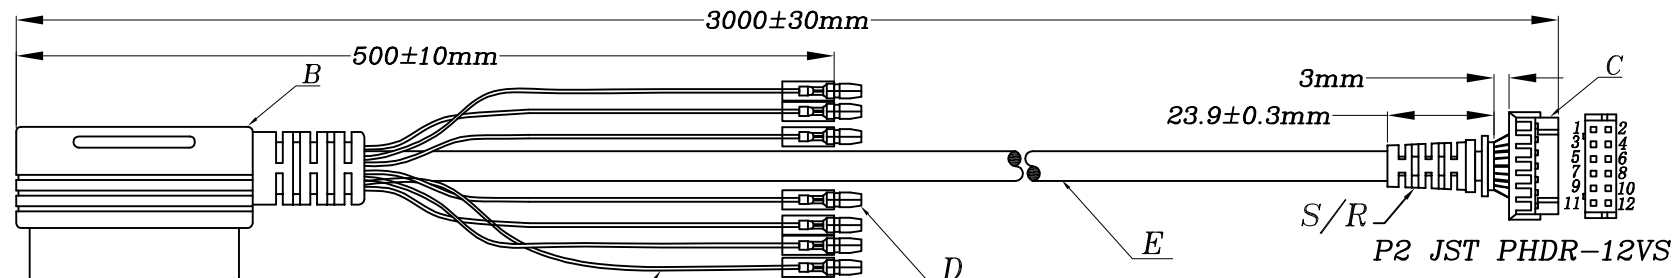 3000±30mm
500±10mm
B
3mm
C
23.9±0.3mm
1 2
3 4
5 6
7 8
9 10
11 12
S/R
E
D
P2 JST PHDR-12VS